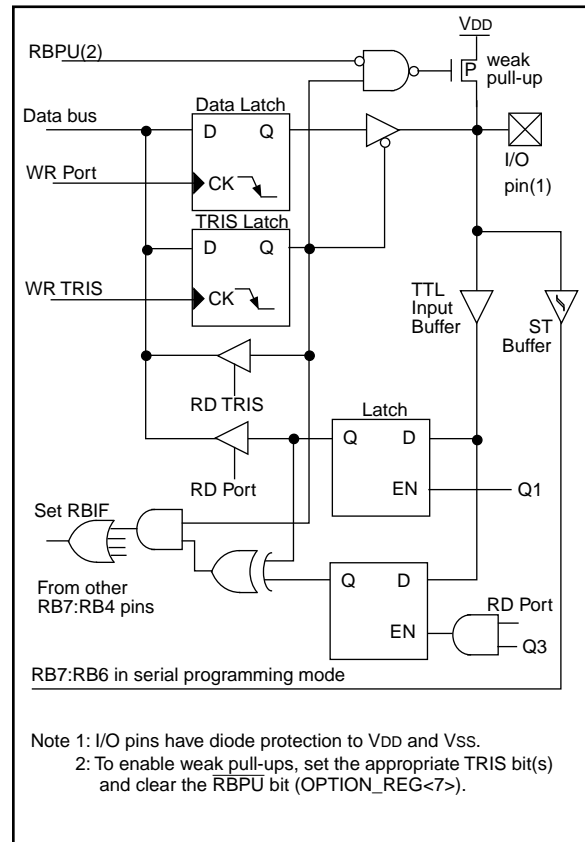 VDD
RBPU(2)
P
weak
pull-up
Data bus
Data Latch
D
Q
I/O
pin(1)
WR Port
CK
TRIS Latch
D
Q
WR TRIS
CK
TTL
Input
Buffer
ST
Buffer
RD TRIS
Latch
Q
D
RD Port
EN
Q1
Set RBIF
From other
RB7:RB4 pins
Q
D
RD Port
EN
Q3
RB7:RB6 in serial programming mode
Note 1: I/O pins have diode protection to VDD and VSS.
2: To enable weak pull-ups, set the appropriate TRIS bit(s)
and clear the RBPU bit (OPTION_REG<7>).